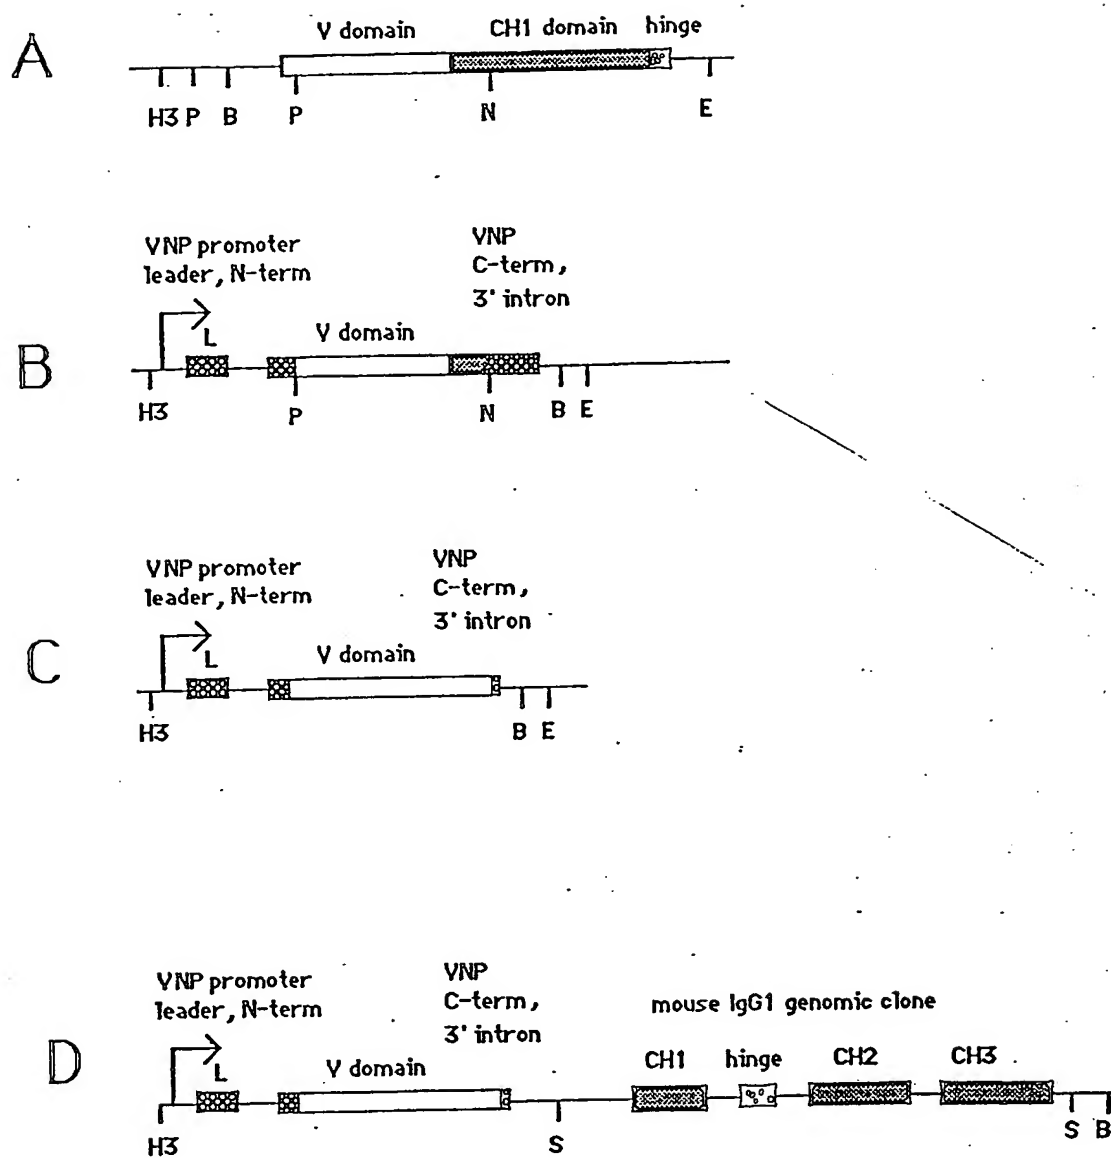 A
V domain CH1 domain hinge
H3 P B P N E
B
VNP promoter
leader, N-term
VNP
C-term,
3' intron
L
V domain
H3 P N B E
C
VNP promoter
leader, N-term
VNP
C-term,
3' intron
L
V domain
H3 B E
D
VNP promoter
leader, N-term
VNP
C-term,
3' intron
mouse IgG1 genomic clone
L
V domain
CH1 hinge CH2 CH3
H3 S S B